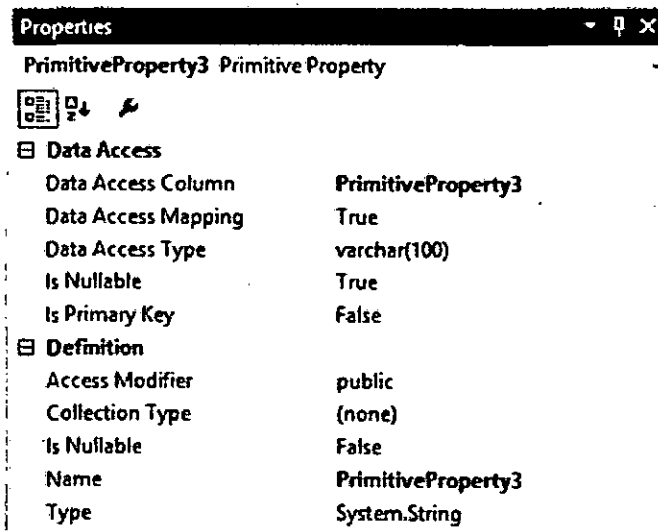 Properties
PrimitiveProperty3 Primitive Property
Data Access
Data Access Column PrimitiveProperty3
Data Access Mapping True
Data Access Type varchar(100)
Is Nullable True
Is Primary Key False
Definition
Access Modifier public
Collection Type (none)
Is Nullable False
Name PrimitiveProperty3
Type System.String